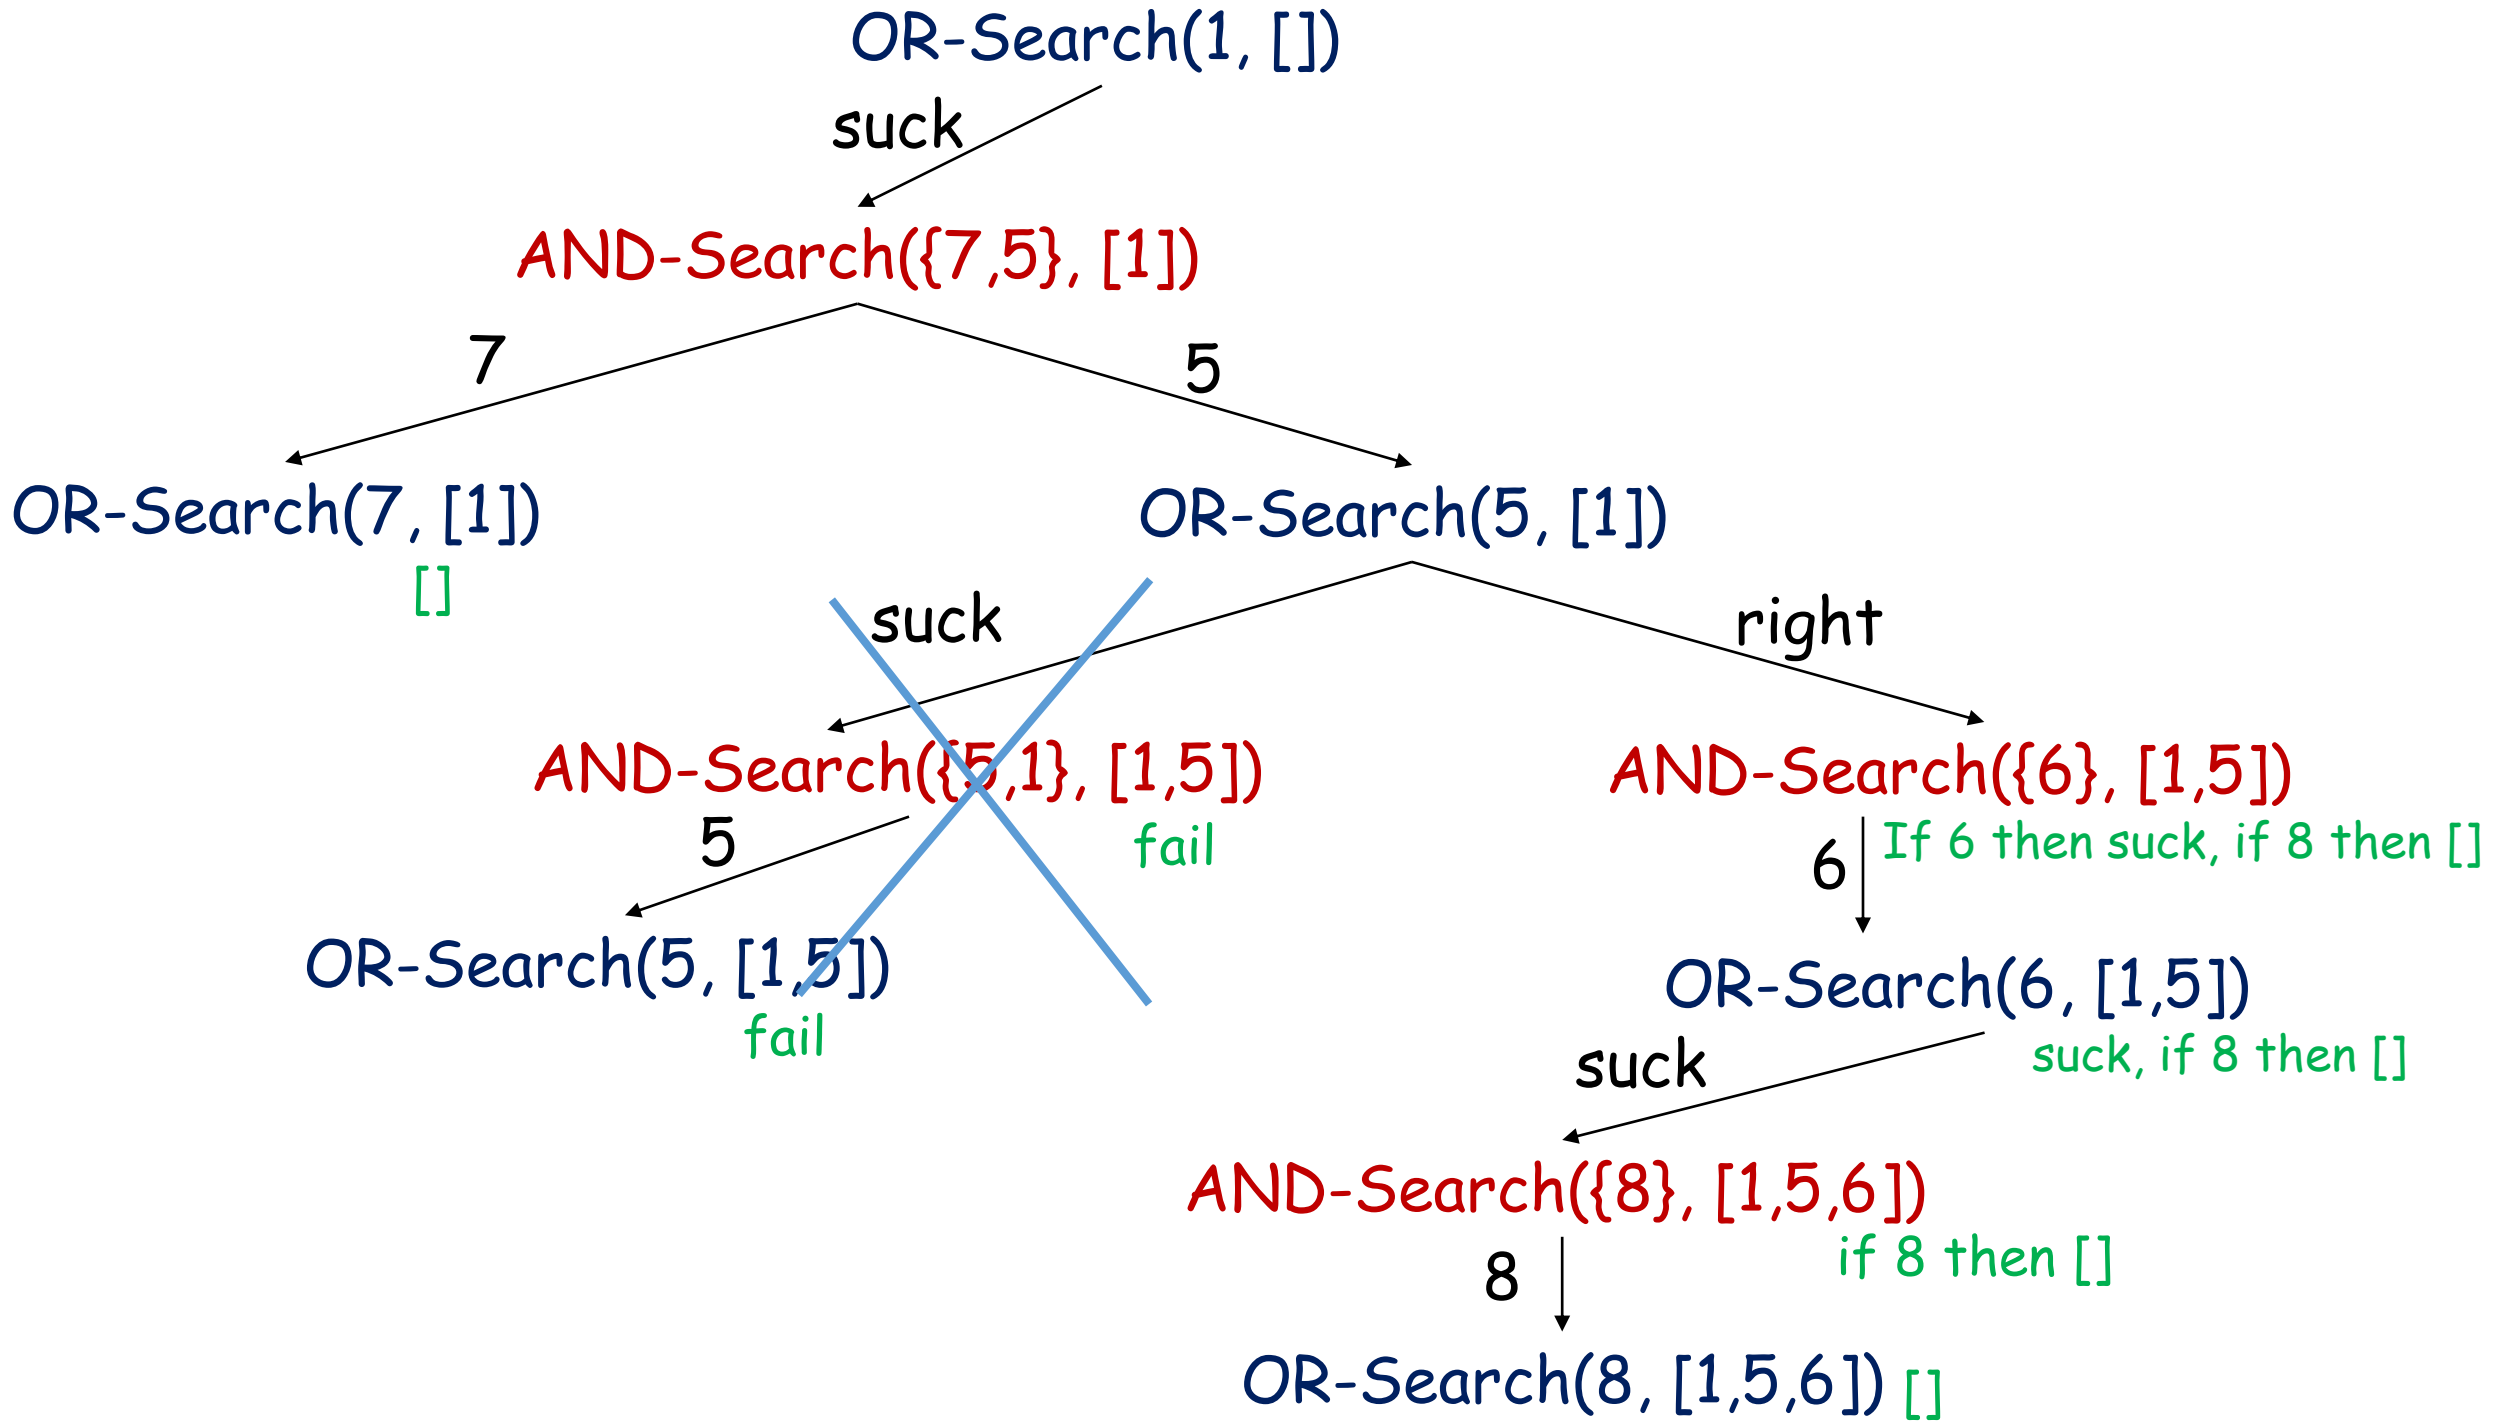 OR-Search(1, [])
suck
AND-Search({7,5}, [1])
7
5
OR-Search(7, [1])
OR-Search(5, [1])
[]
suck
right
AND-Search({5,1}, [1,5])
AND-Search({6}, [1,5])
fail
If 6 then suck, if 8 then []
5
6
OR-Search(5, [1,5])
OR-Search(6, [1,5])
fail
suck
suck, if 8 then []
AND-Search({8}, [1,5,6])
if 8 then []
8
OR-Search(8, [1,5,6])
[]